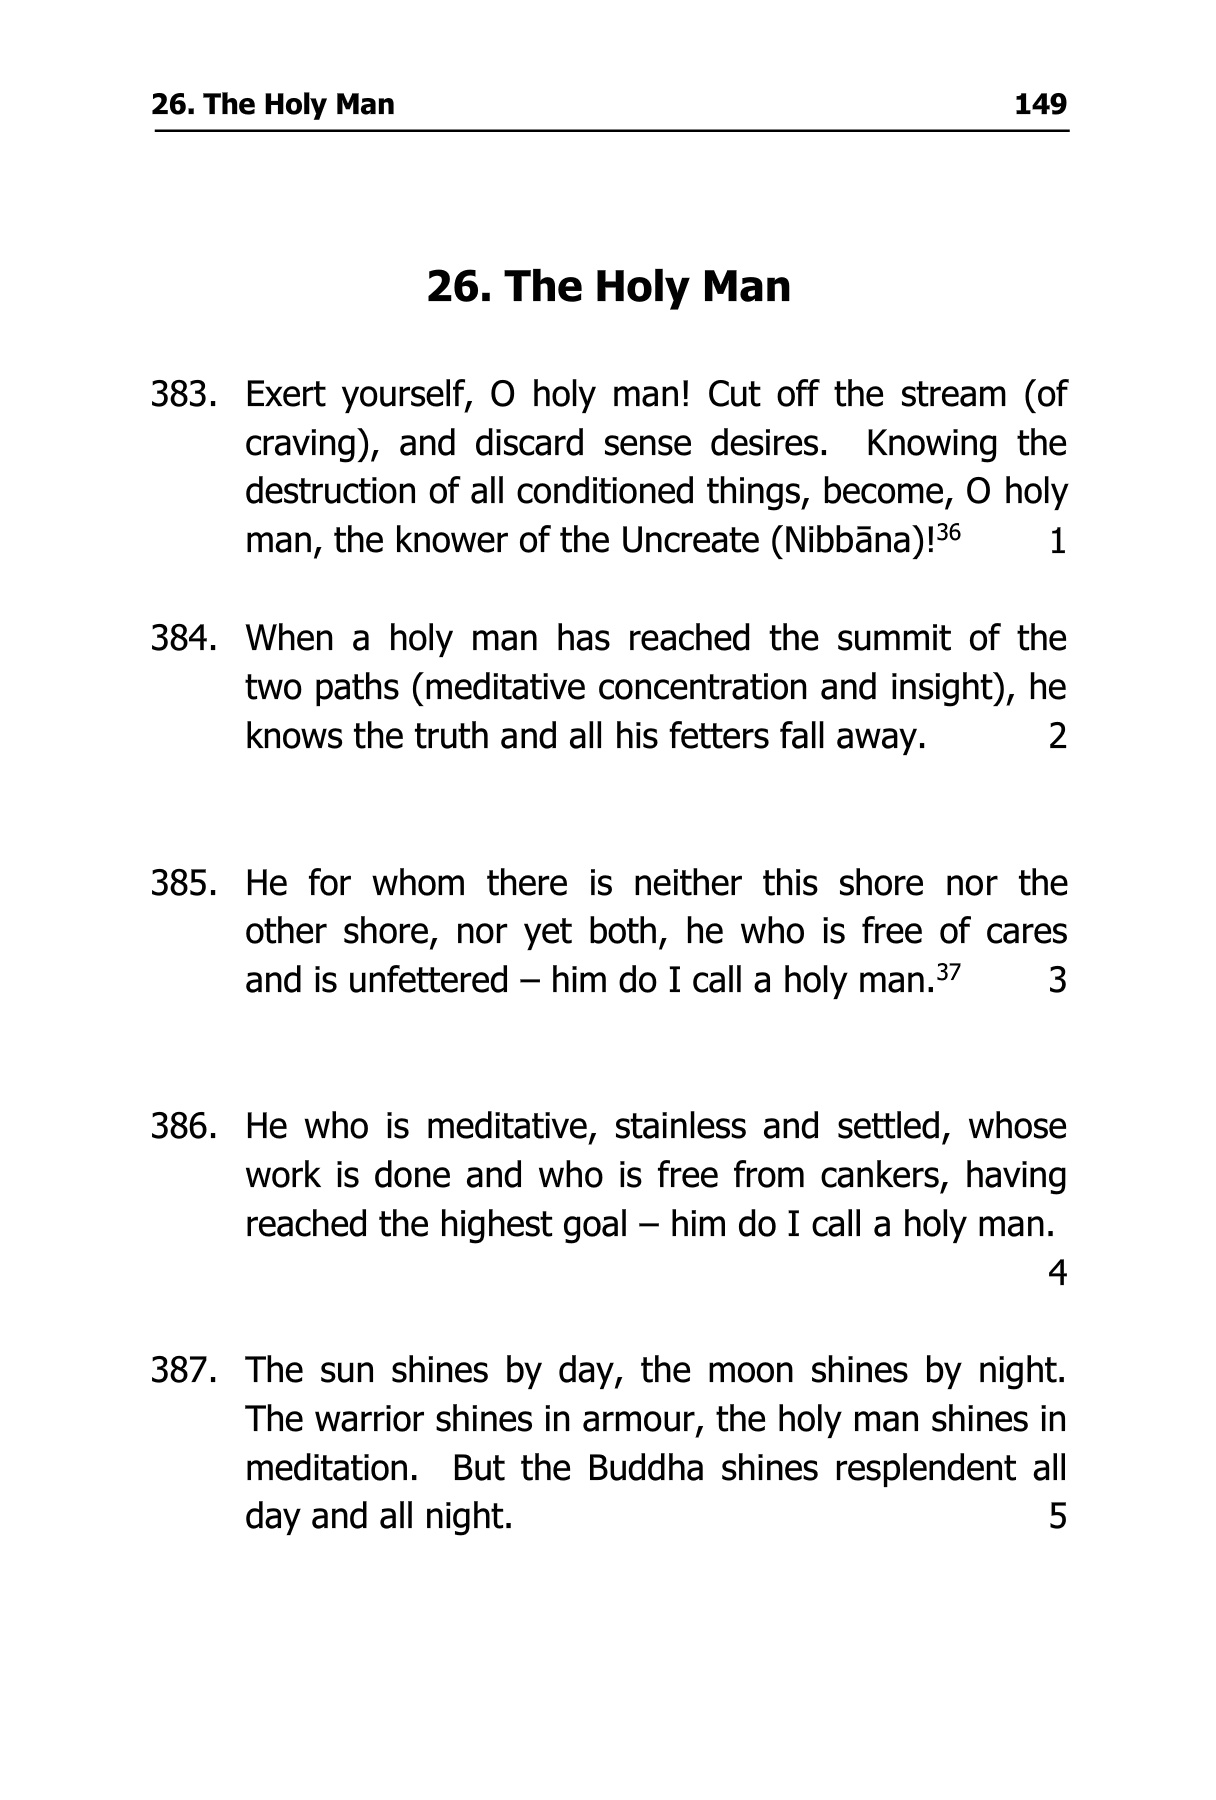 26. The Holy Man 149
26. The Holy Man
383. Exert yourself, O holy man! Cut off the stream (of
craving), and discard sense desires. Knowing the
destruction of all conditioned things, become, O holy
man, the knower of the Uncreate (Nibbāna)!36 1
384. When a holy man has reached the summit of the
two paths (meditative concentration and insight), he
knows the truth and all his fetters fall away. 2
385. He for whom there is neither this shore nor the
other shore, nor yet both, he who is free of cares
and is unfettered – him do I call a holy man.37 3
386. He who is meditative, stainless and settled, whose
work is done and who is free from cankers, having
reached the highest goal – him do I call a holy man.
4
387. The sun shines by day, the moon shines by night.
The warrior shines in armour, the holy man shines in
meditation. But the Buddha shines resplendent all
day and all night. 5